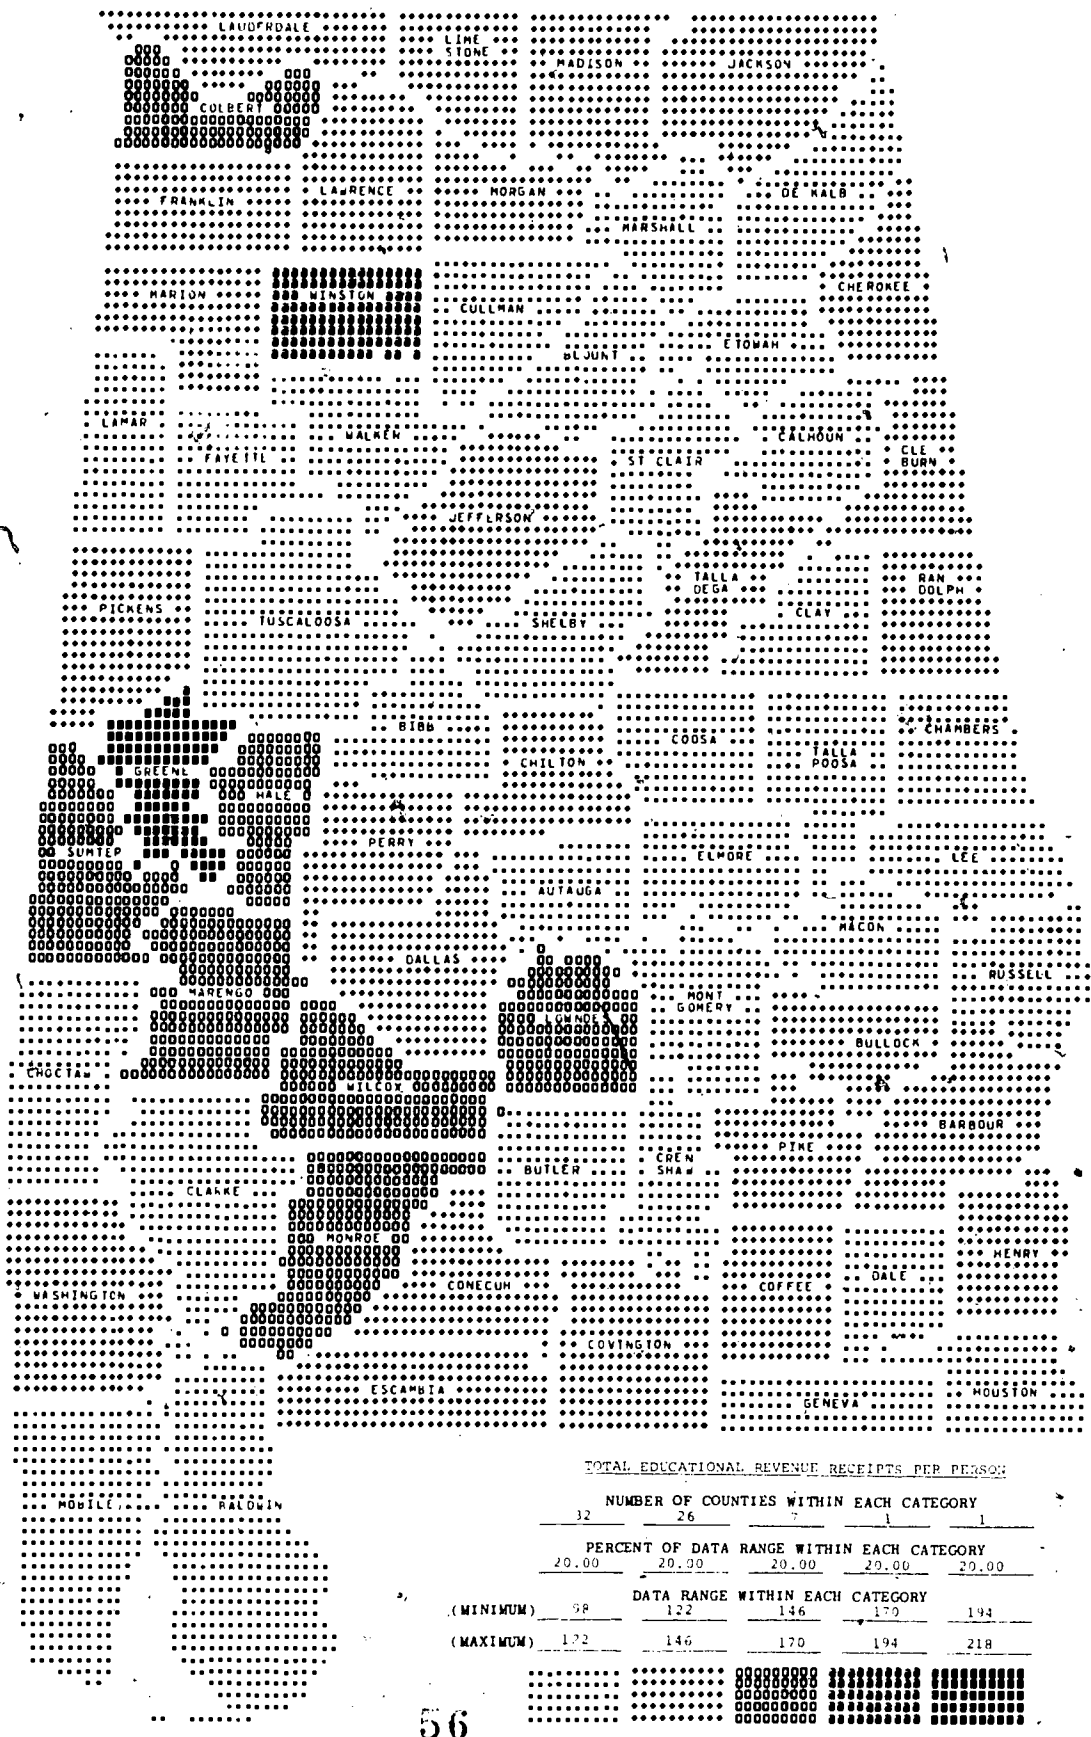 LAUDERDALE
LIME
STONE
MADISON
JACKSON
COLBERT
FRANKLIN
LAWRENCE
MORGAN
DE KALB
MARSHALL
CHEROKEE
MARION
WINSTON
CULLMAN
BLOUNT
ETOWAH
LAMAR
FAYETTE
WALKER
ST CLAIR
CALHOUN
CLE
BURN
JEFFERSON
PICKENS
TUSCALOOSA
SHELBY
TALLA
DEGA
CLAY
RAN
DOLPH
BIBB
CHILTON
COOSA
TALLA
POOSA
CHAMBERS
GREENE
HALE
SUMTER
PERRY
AUTAUGA
ELMORE
LEE
MACON
DALLAS
RUSSELL
MARENGO
LOWNDE
MONT
GOMERY
BULLOCK
CHOCTAW
WILCOX
BARBOUR
PIKE
CLARKE
BUTLER
CREN
SHAW
MONROE
CONECUH
COFFEE
DALE
HENRY
WASHINGTON
COVINGTON
ESCAMBIA
GENEVA
HOUSTON
MOBILE
BALDWIN
TOTAL EDUCATIONAL REVENUE RECEIPTS PER PERSON
NUMBER OF COUNTIES WITHIN EACH CATEGORY
32 26 7 1 1
PERCENT OF DATA RANGE WITHIN EACH CATEGORY
20.00 20.00 20.00 20.00 20.00
DATA RANGE WITHIN EACH CATEGORY
(MINIMUM) 98 122 146 170 194
(MAXIMUM) 122 146 170 194 218
56